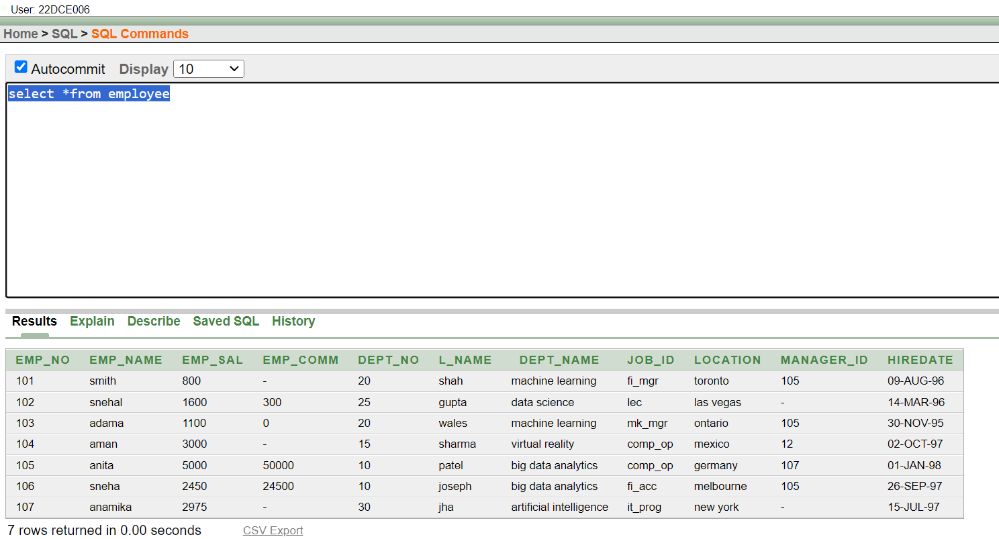 User: 22DCE006
Home > SQL > SQL Commands
Autocommit Display 10
select *from employee
Results Explain Describe Saved SQL History
EMP_NO EMP_NAME EMP_SAL EMP_COMM DEPT_NO L_NAME DEPT_NAME JOB_ID LOCATION MANAGER_ID HIREDATE
101 smith 800 - 20 shah machine learning fi_mgr toronto 105 09-AUG-96
102 snehal 1600 300 25 gupta data science lec las vegas - 14-MAR-96
103 adama 1100 0 20 wales machine learning mk_mgr ontario 105 30-NOV-95
104 aman 3000 - 15 sharma virtual reality comp_op mexico 12 02-OCT-97
105 anita 5000 50000 10 patel big data analytics comp_op germany 107 01-JAN-98
106 sneha 2450 24500 10 joseph big data analytics fi_acc melbourne 105 26-SEP-97
107 anamika 2975 - 30 jha artificial intelligence it_prog new york - 15-JUL-97
7 rows returned in 0.00 seconds CSV Export